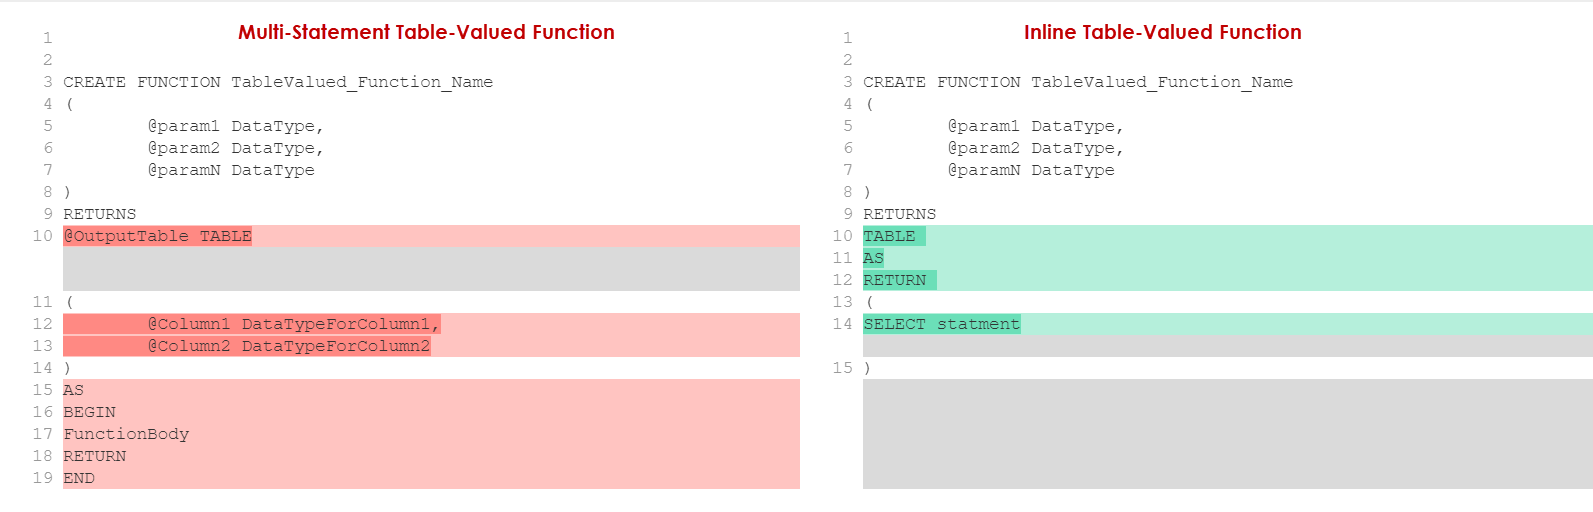 Multi-Statement Table-Valued Function
1
2
3 CREATE FUNCTION TableValued_Function_Name
4 (
5 @param1 DataType,
6 @param2 DataType,
7 @paramN DataType
8 )
9 RETURNS
10 @OutputTable TABLE
11 (
12 @Column1 DataTypeForColumn1,
13 @Column2 DataTypeForColumn2
14 )
15 AS
16 BEGIN
17 FunctionBody
18 RETURN
19 END
Inline Table-Valued Function
1
2
3 CREATE FUNCTION TableValued_Function_Name
4 (
5 @param1 DataType,
6 @param2 DataType,
7 @paramN DataType
8 )
9 RETURNS
10 TABLE
11 AS
12 RETURN
13 (
14 SELECT statment
15 )